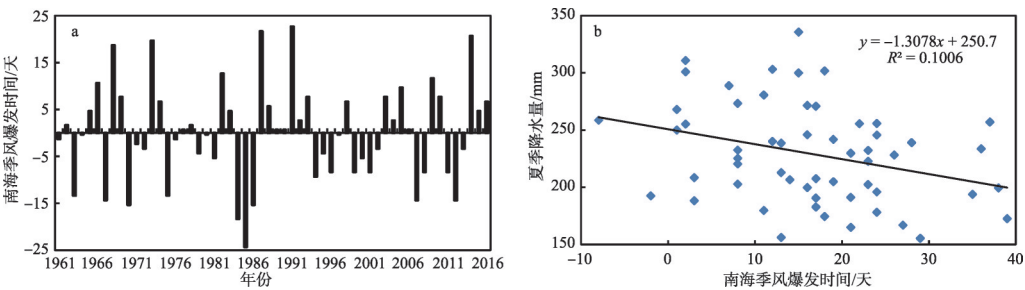 a
25
15
5
−5
−15
−25
南海季风爆发时间/天
1961 1966 1971 1976 1981 1986 1991 1996 2001 2006 2011 2016
年份
b
y = −1.3078x + 250.7
R² = 0.1006
350
300
250
200
150
夏季降水量/mm
−10 0 10 20 30 40
南海季风爆发时间/天